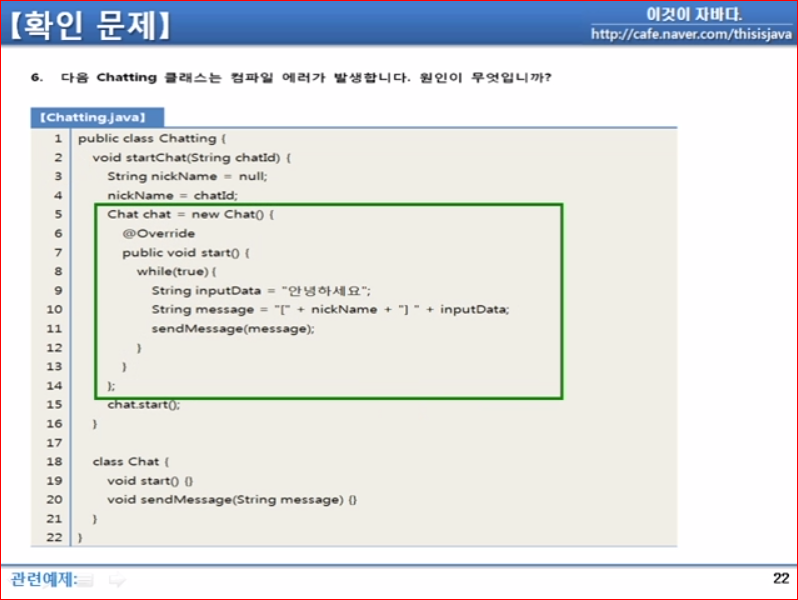 【확인 문제】
이것이 자바다.
http://cafe.naver.com/thisisjava
6. 다음 Chatting 클래스는 컴파일 에러가 발생합니다. 원인이 무엇입니까?
【Chatting.java】
1 public class Chatting {
2 void startChat(String chatId) {
3 String nickName = null;
4 nickName = chatId;
5 Chat chat = new Chat() {
6 @Override
7 public void start() {
8 while(true) {
9 String inputData = "안녕하세요";
10 String message = "[" + nickName + "] " + inputData;
11 sendMessage(message);
12 }
13 }
14 };
15 chat.start();
16 }
17
18 class Chat {
19 void start() {}
20 void sendMessage(String message) {}
21 }
22 }
관련예제:
22